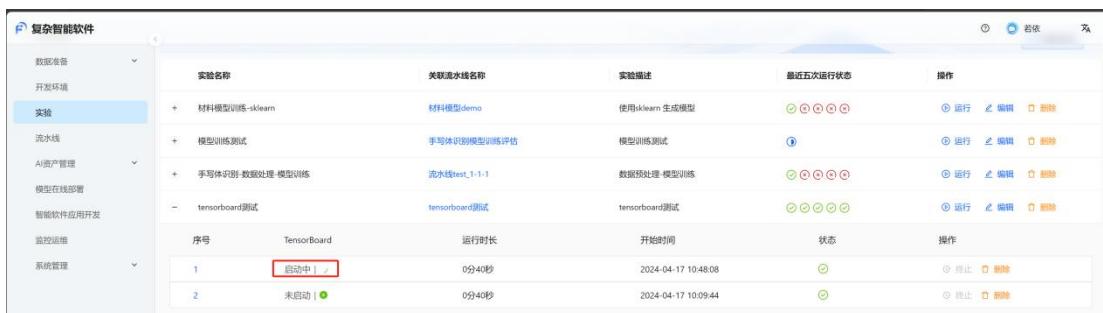 复杂智能软件
若依
数据准备
开发环境
实验
流水线
AI资产管理
模型在线部署
智能软件应用开发
监控运维
系统管理
实验名称 关联流水线名称 实验描述 最近五次运行状态 操作
+ 材料模型训练-sklearn 材料模型demo 使用sklearn 生成模型 运行 编辑 删除
+ 模型训练测试 手写体识别模型训练评估 模型训练测试 运行 编辑 删除
+ 手写体识别-数据处理-模型训练 流水线test_1-1-1 数据预处理-模型训练 运行 编辑 删除
− tensorboard测试 tensorboard测试 tensorboard测试 运行 编辑 删除
序号 TensorBoard 运行时长 开始时间 状态 操作
1 启动中 | 0分40秒 2024-04-17 10:48:08 终止 删除
2 未启动 | 0分40秒 2024-04-17 10:09:44 终止 删除